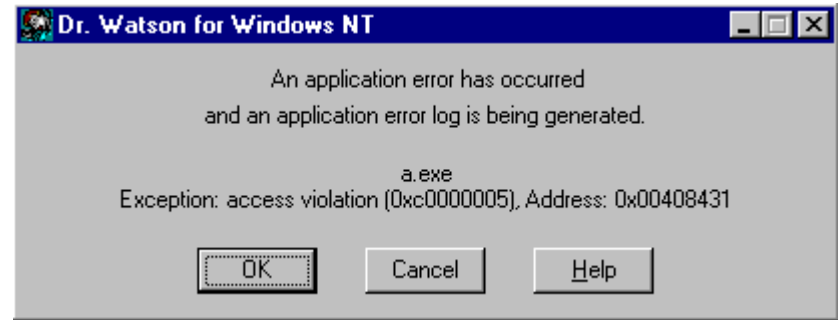 Dr. Watson for Windows NT
An application error has occurred
and an application error log is being generated.
a.exe
Exception: access violation (0xc0000005), Address: 0x00408431
OK
Cancel
Help